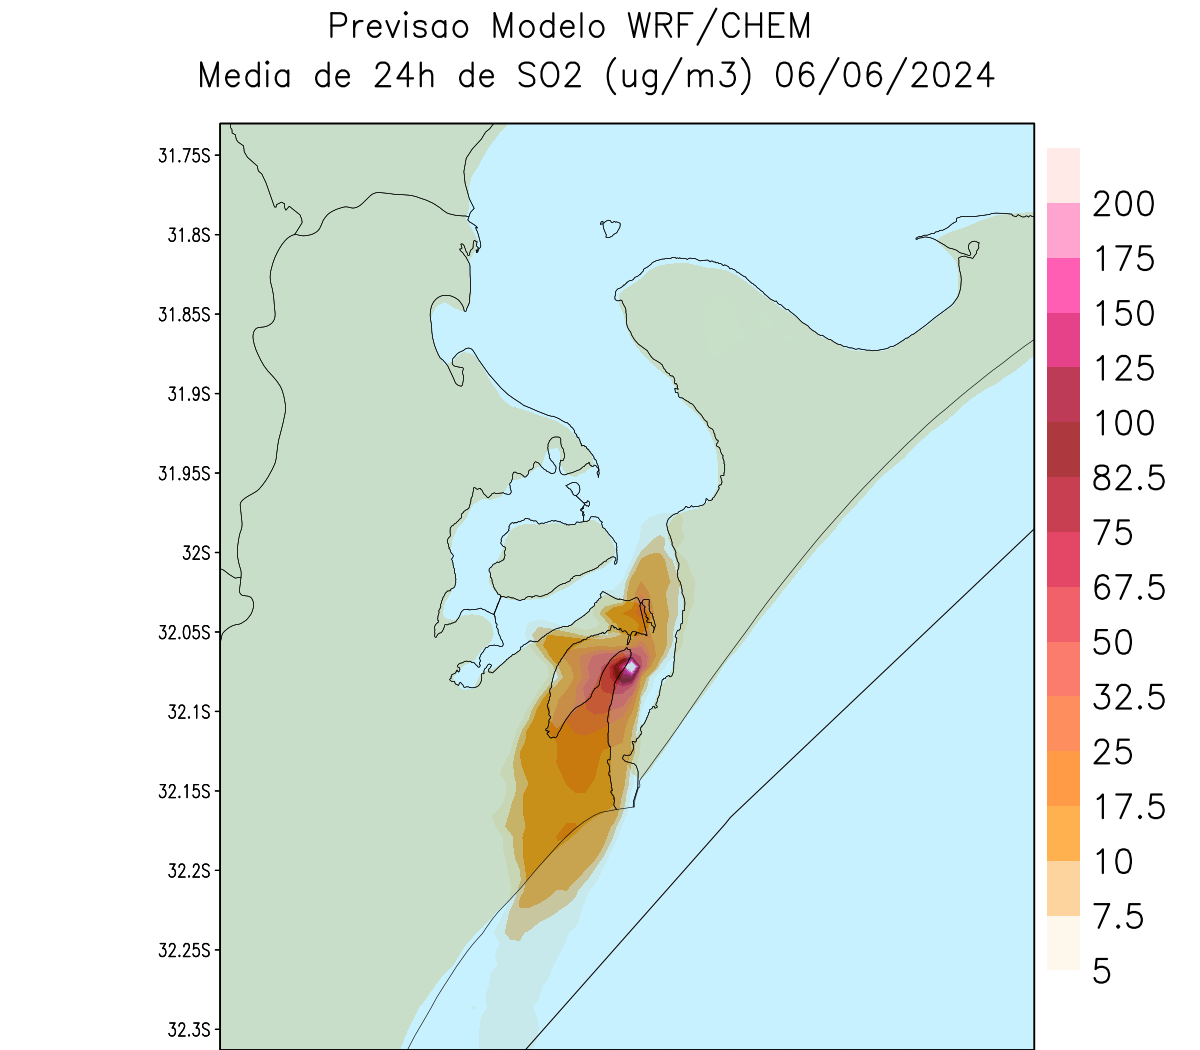 Previsao Modelo WRF/CHEM
Media de 24h de SO2 (ug/m3) 06/06/2024
31.75S
31.8S
31.85S
31.9S
31.95S
32S
32.05S
32.1S
32.15S
32.2S
32.25S
32.3S
200
175
150
125
100
82.5
75
67.5
50
32.5
25
17.5
10
7.5
5